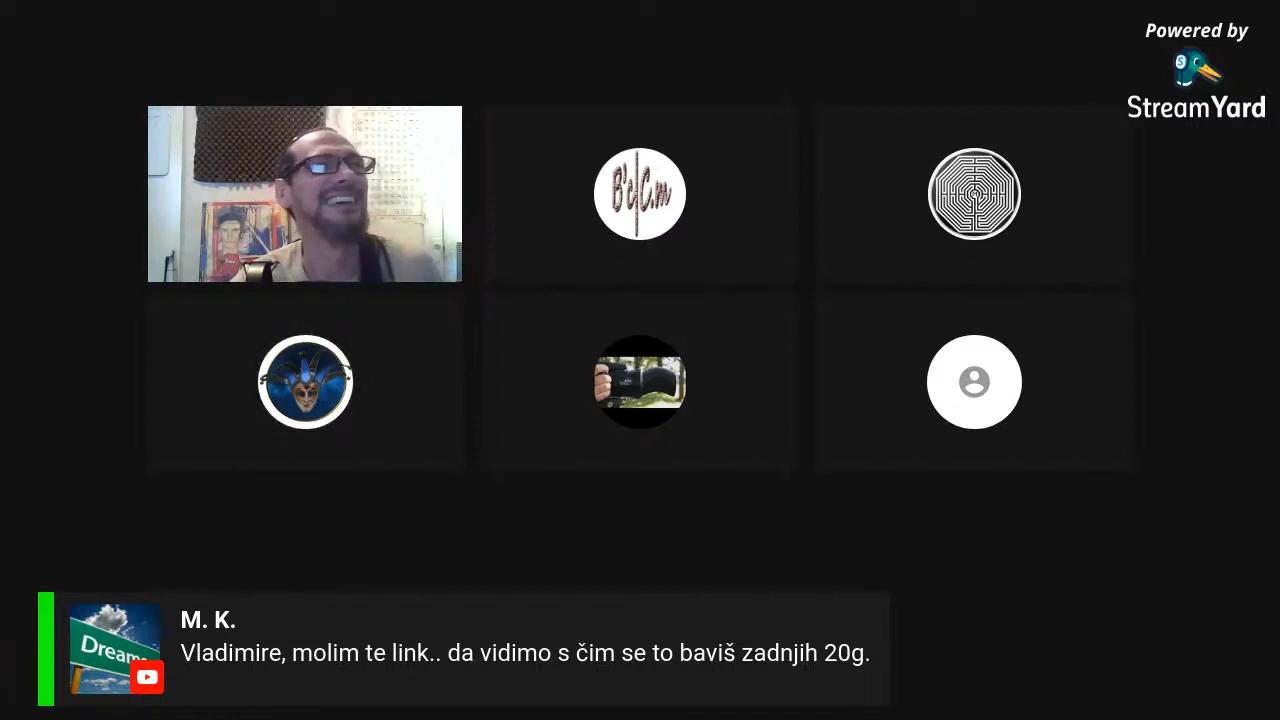 Powered by
StreamYard
B'c|C.m
M. K.
Dream
Vladimire, molim te link.. da vidimo s čim se to baviš zadnjih 20g.